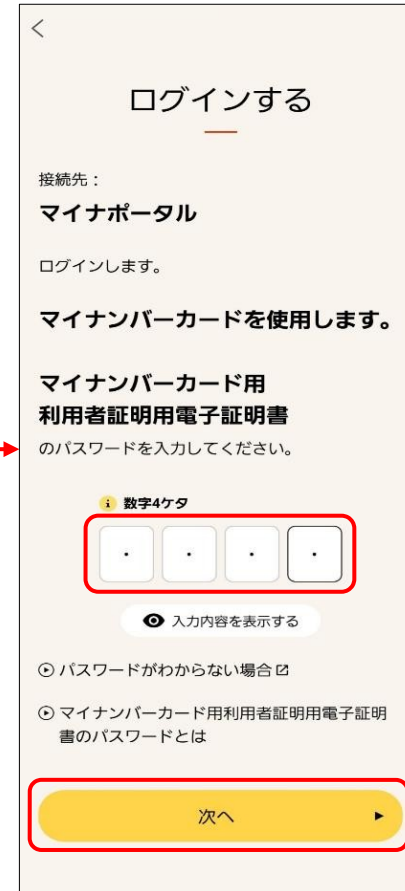 ログインする
接続先：
マイナポータル
ログインします。
マイナンバーカードを使用します。
マイナンバーカード用
利用者証明用電子証明書
のパスワードを入力してください。
i 数字4ケタ
入力内容を表示する
パスワードがわからない場合
マイナンバーカード用利用者証明用電子証明
書のパスワードとは
次へ